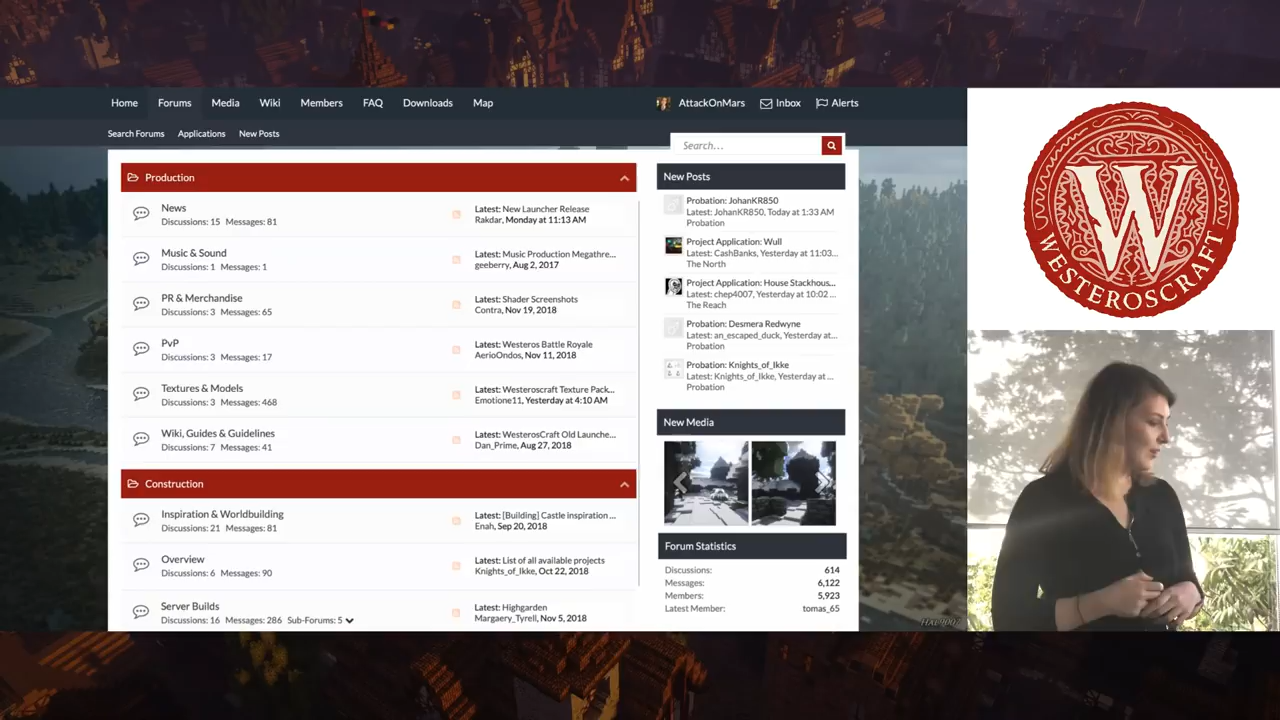 Home Forums Media Wiki Members FAQ Downloads Map AttackOnMars Inbox Alerts
Search Forums Applications New Posts
Search...
Production
News
Discussions: 15 Messages: 81
Latest: New Launcher Release
Rakdar, Monday at 11:13 AM
Music & Sound
Discussions: 1 Messages: 1
Latest: Music Production Megathre...
geeberry, Aug 2, 2017
PR & Merchandise
Discussions: 3 Messages: 65
Latest: Shader Screenshots
Contra, Nov 19, 2018
PvP
Discussions: 3 Messages: 17
Latest: Westeros Battle Royale
AerioOndos, Nov 11, 2018
Textures & Models
Discussions: 3 Messages: 468
Latest: Westeroscraft Texture Pack...
Emotione11, Yesterday at 4:10 AM
Wiki, Guides & Guidelines
Discussions: 7 Messages: 41
Latest: WesterosCraft Old Launche...
Dan_Prime, Aug 27, 2018
Construction
Inspiration & Worldbuilding
Discussions: 21 Messages: 81
Latest: [Building] Castle inspiration ...
Enah, Sep 20, 2018
Overview
Discussions: 6 Messages: 90
Latest: List of all available projects
Knights_of_Ikke, Oct 22, 2018
Server Builds
Discussions: 16 Messages: 286 Sub-Forums: 5
Latest: Highgarden
Margaery_Tyrell, Nov 5, 2018
New Posts
Probation: JohanKR850
Latest: JohanKR850, Today at 1:33 AM
Probation
Project Application: Wull
Latest: CashBanks, Yesterday at 11:03...
The North
Project Application: House Stackhous...
Latest: chep4007, Yesterday at 10:02 ...
The Reach
Probation: Desmera Redwyne
Latest: an_escaped_duck, Yesterday at...
Probation
Probation: Knights_of_Ikke
Latest: Knights_of_Ikke, Yesterday at ...
Probation
New Media
Forum Statistics
Discussions: 614
Messages: 6,122
Members: 5,923
Latest Member: tomas_65
W
WESTEROSCRAFT